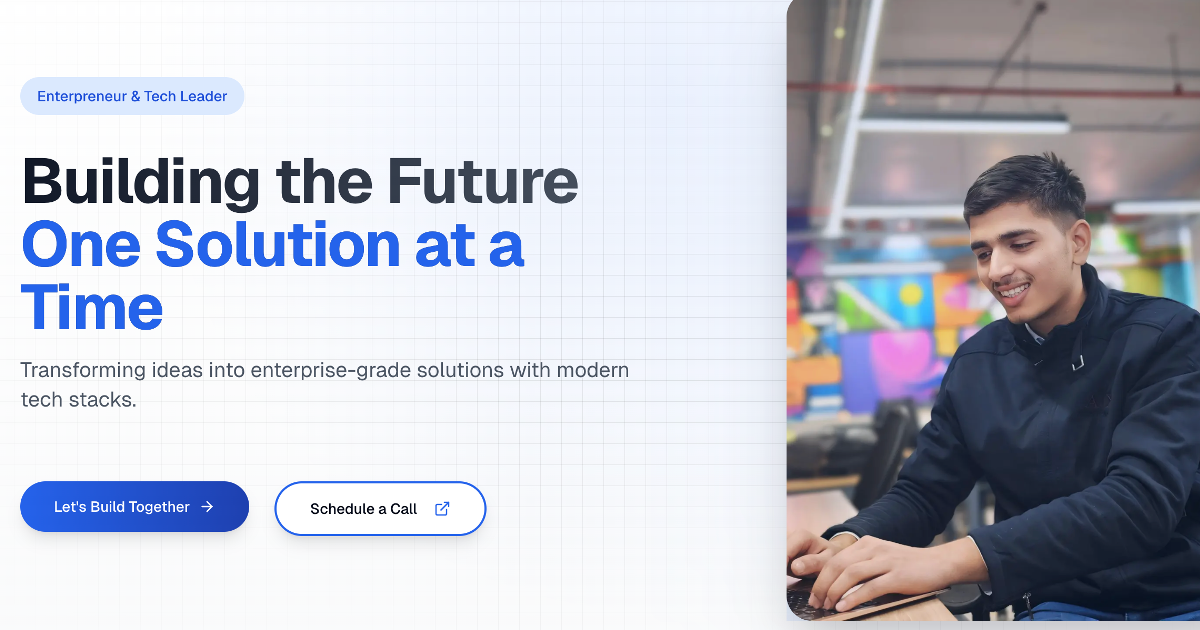 Enterpreneur & Tech Leader
Building the Future
One Solution at a
Time
Transforming ideas into enterprise-grade solutions with modern
tech stacks.
Let's Build Together
Schedule a Call